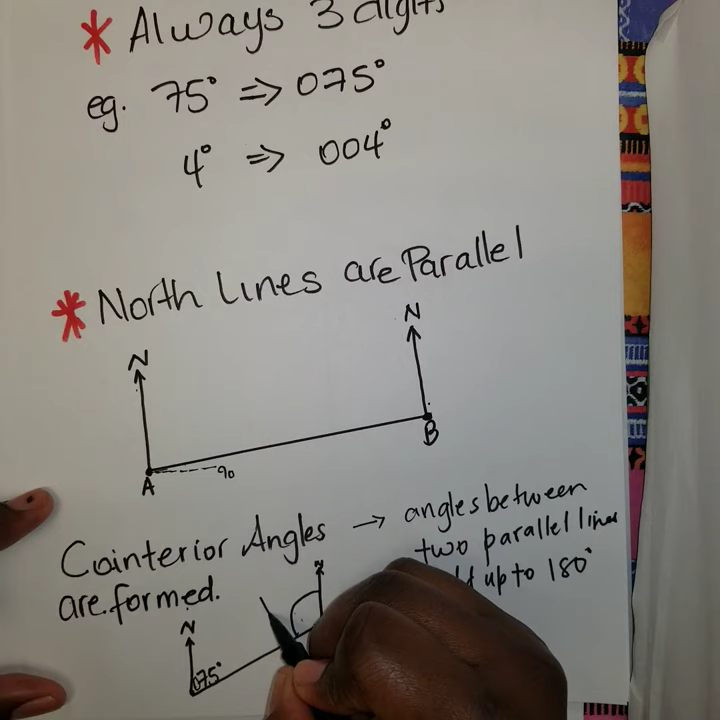 * Always 3 digits
eg. 75° => 075°
4° => 004°
* North lines are Parallel
N
N
A
90
B
Cointerior Angles → angles between
are formed.
two parallel lines
up to 180°
N
N
075°